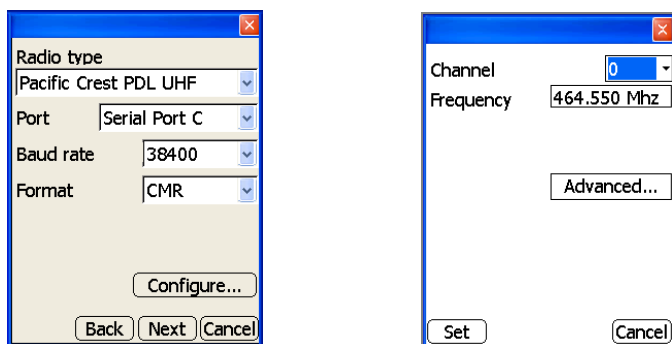 Radio type
Pacific Crest PDL UHF
Port Serial Port C
Baud rate 38400
Format CMR
Configure...
Back Next Cancel
Channel 0
Frequency 464.550 Mhz
Advanced...
Set Cancel